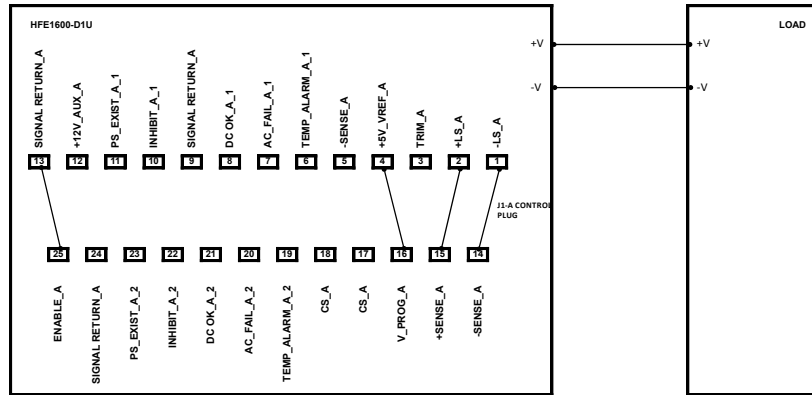 HFE1600-D1U
LOAD
+V
+V
-V
-V
SIGNAL RETURN_A
+12V_AUX_A
PS_EXIST_A_1
INHIBIT_A_1
SIGNAL RETURN_A
DC OK_A_1
AC_FAIL_A_1
TEMP_ALARM_A_1
-SENSE_A
+5V_VREF_A
TRIM_A
+LS_A
-LS_A
13
12
11
10
9
8
7
6
5
4
3
2
1
J1-A CONTROL
PLUG
25
24
23
22
21
20
19
18
17
16
15
14
ENABLE_A
SIGNAL RETURN_A
PS_EXIST_A_2
INHIBIT_A_2
DC OK_A_2
AC_FAIL_A_2
TEMP_ALARM_A_2
CS_A
CS_A
V_PROG_A
+SENSE_A
-SENSE_A